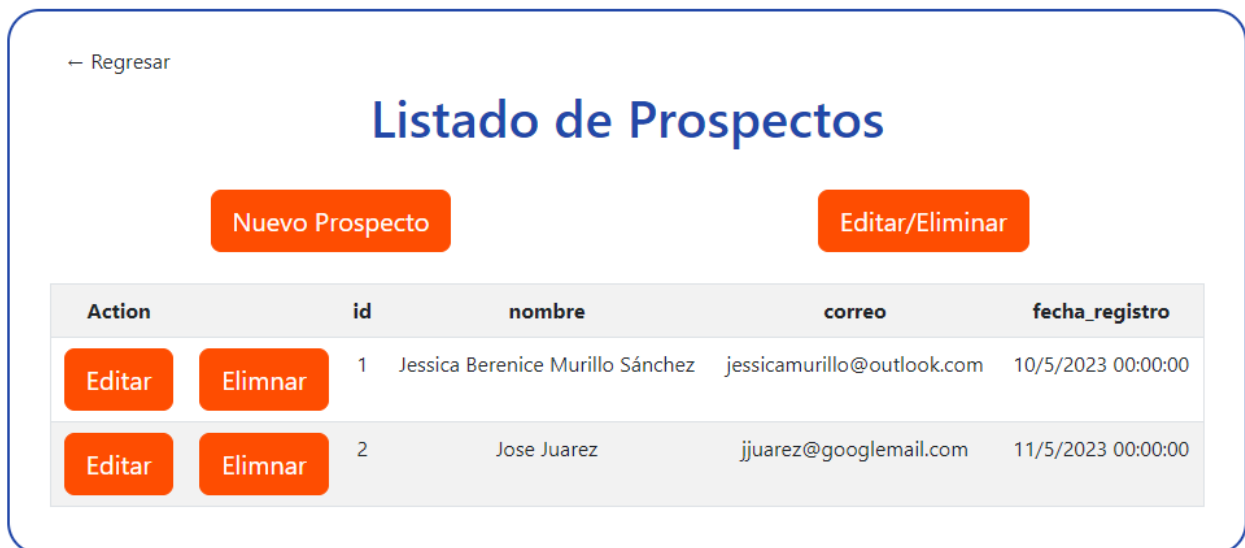 ← Regresar
Listado de Prospectos
Nuevo Prospecto Editar/Eliminar
Action id nombre correo fecha_registro
Editar Elimnar 1 Jessica Berenice Murillo Sánchez jessicamurillo@outlook.com 10/5/2023 00:00:00
Editar Elimnar 2 Jose Juarez jjuarez@googlemail.com 11/5/2023 00:00:00